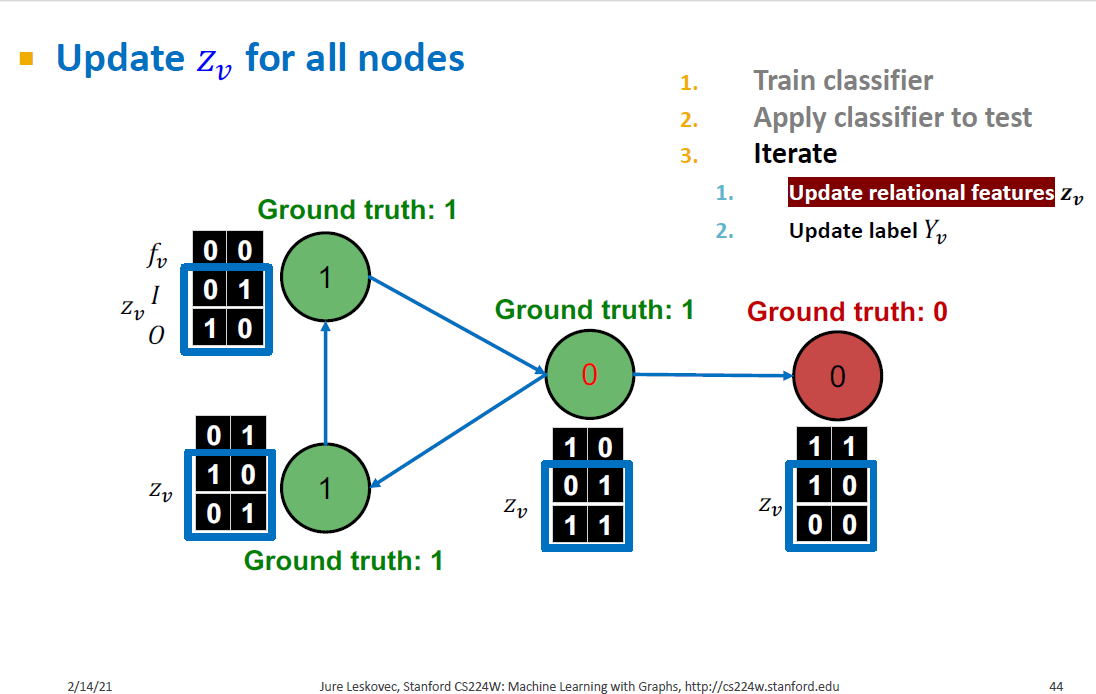 Update z_v for all nodes
1. Train classifier
2. Apply classifier to test
3. Iterate
1. Update relational features z_v
2. Update label Y_v
Ground truth: 1
f_v 0 0
z_v I 0 1
O 1 0
1
Ground truth: 1
0
Ground truth: 0
0
0 1
z_v 1 0
0 1
1
Ground truth: 1
1 0
z_v 0 1
1 1
1 1
z_v 1 0
0 0
2/14/21
Jure Leskovec, Stanford CS224W: Machine Learning with Graphs, http://cs224w.stanford.edu
44